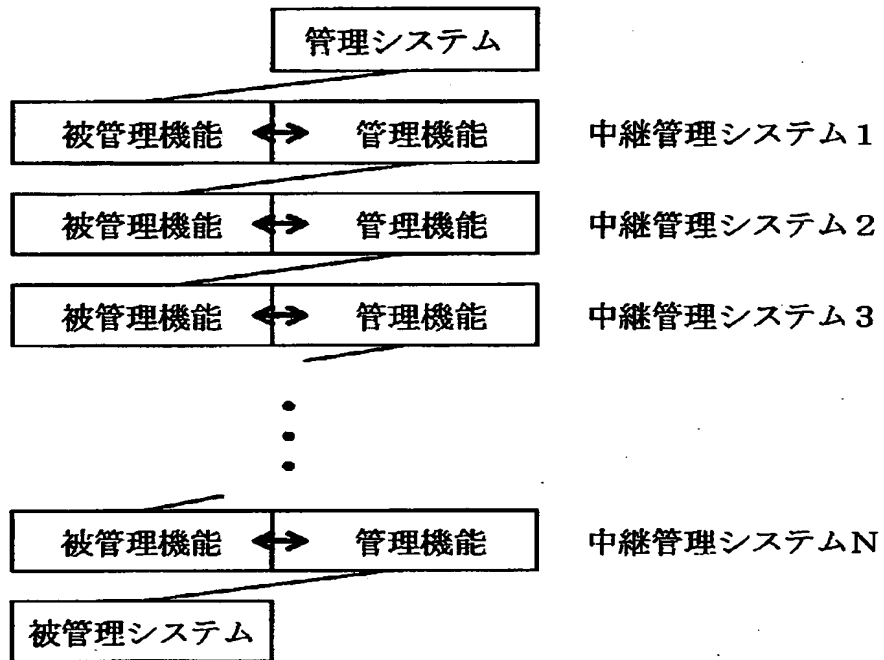 管理システム
被管理機能 ⟷ 管理機能 中継管理システム1
被管理機能 ⟷ 管理機能 中継管理システム2
被管理機能 ⟷ 管理機能 中継管理システム3
被管理機能 ⟷ 管理機能 中継管理システムN
被管理システム